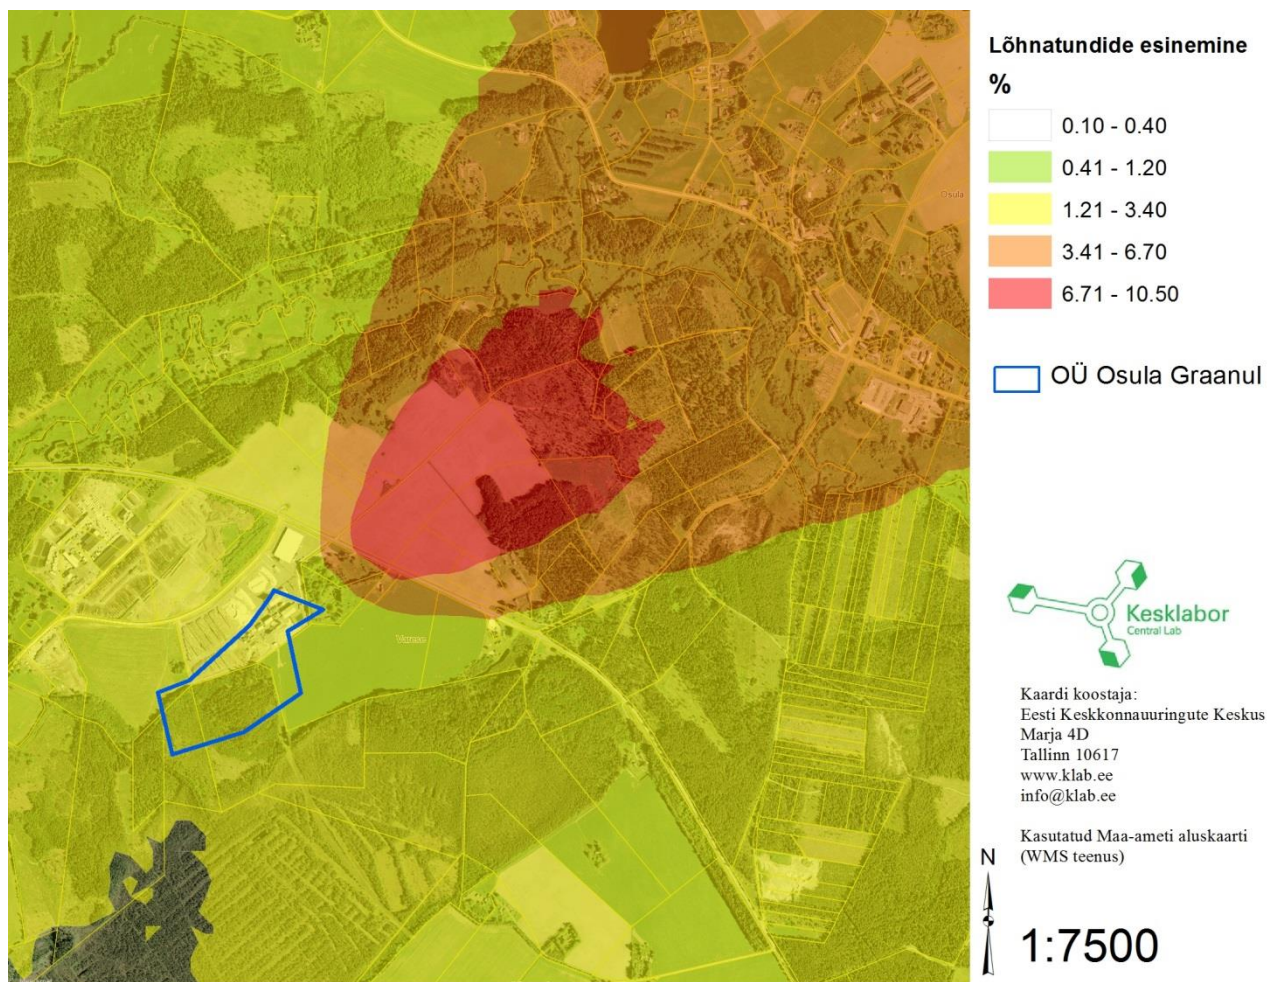 Lõhnatundide esinemine
%
0.10 - 0.40
0.41 - 1.20
1.21 - 3.40
3.41 - 6.70
6.71 - 10.50
OÜ Osula Graanul
Osula
Varese
Kesklabor
Central Lab
Kaardi koostaja:
Eesti Keskkonnauuringute Keskus
Marja 4D
Tallinn 10617
www.klab.ee
info@klab.ee
Kasutatud Maa-ameti aluskaarti
(WMS teenus)
N
1:7500